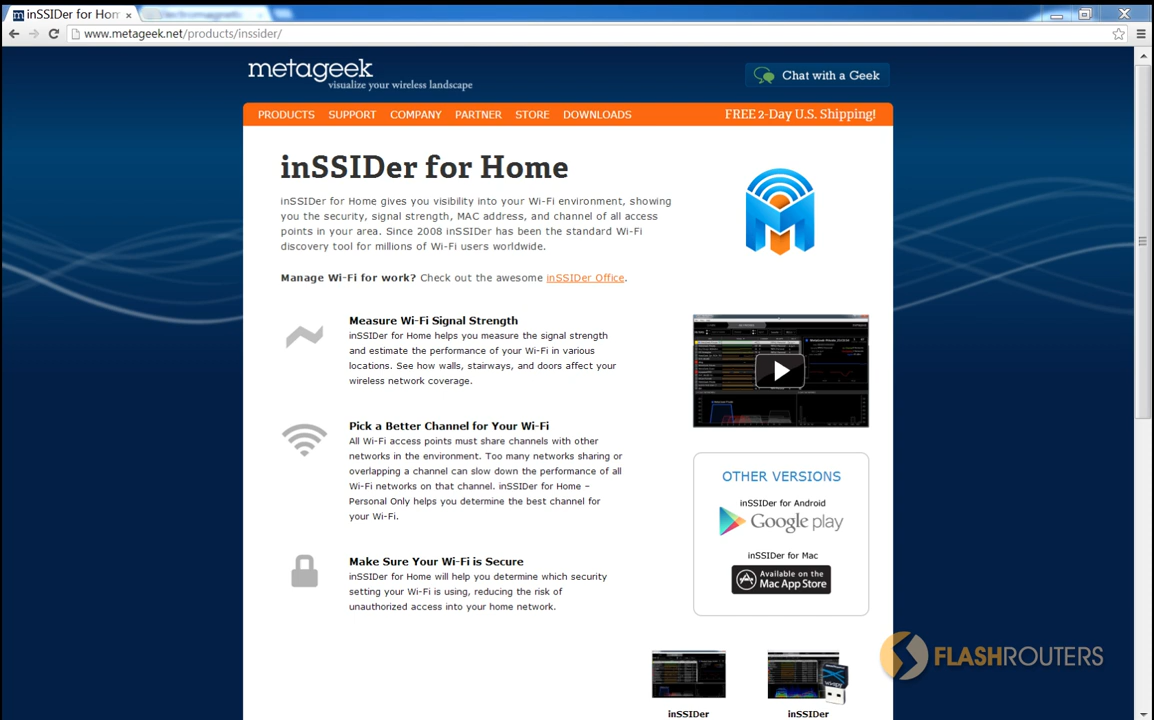 inSSIDer for Hom
www.metageek.net/products/inssider/
metageek
visualize your wireless landscape
Chat with a Geek
PRODUCTS SUPPORT COMPANY PARTNER STORE DOWNLOADS FREE 2-Day U.S. Shipping!
inSSIDer for Home
inSSIDer for Home gives you visibility into your Wi-Fi environment, showing
you the security, signal strength, MAC address, and channel of all access
points in your area. Since 2008 inSSIDer has been the standard Wi-Fi
discovery tool for millions of Wi-Fi users worldwide.
Manage Wi-Fi for work? Check out the awesome inSSIDer Office.
Measure Wi-Fi Signal Strength
inSSIDer for Home helps you measure the signal strength
and estimate the performance of your Wi-Fi in various
locations. See how walls, stairways, and doors affect your
wireless network coverage.
Pick a Better Channel for Your Wi-Fi
All Wi-Fi access points must share channels with other
networks in the environment. Too many networks sharing or
overlapping a channel can slow down the performance of all
Wi-Fi networks on that channel. inSSIDer for Home –
Personal Only helps you determine the best channel for
your Wi-Fi.
Make Sure Your Wi-Fi is Secure
inSSIDer for Home will help you determine which security
setting your Wi-Fi is using, reducing the risk of
unauthorized access into your home network.
OTHER VERSIONS
inSSIDer for Android
Google play
inSSIDer for Mac
Available on the
Mac App Store
FLASHROUTERS
inSSIDer inSSIDer